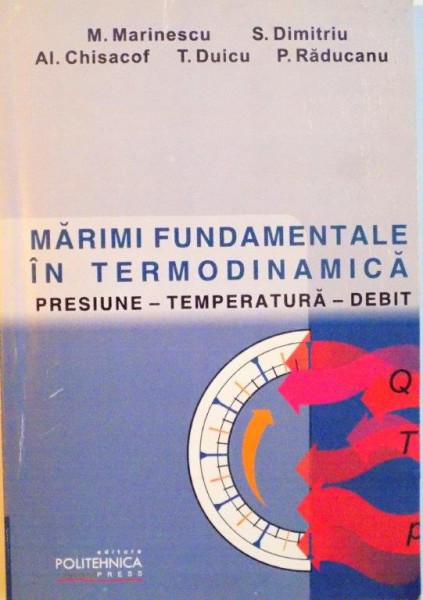 M. Marinescu S. Dimitriu
Al. Chisacof T. Duicu P. Răducanu
MĂRIMI FUNDAMENTALE
ÎN TERMODINAMICĂ
PRESIUNE – TEMPERATURĂ – DEBIT
Q
T
p
editura
POLITEHNICA
PRESS